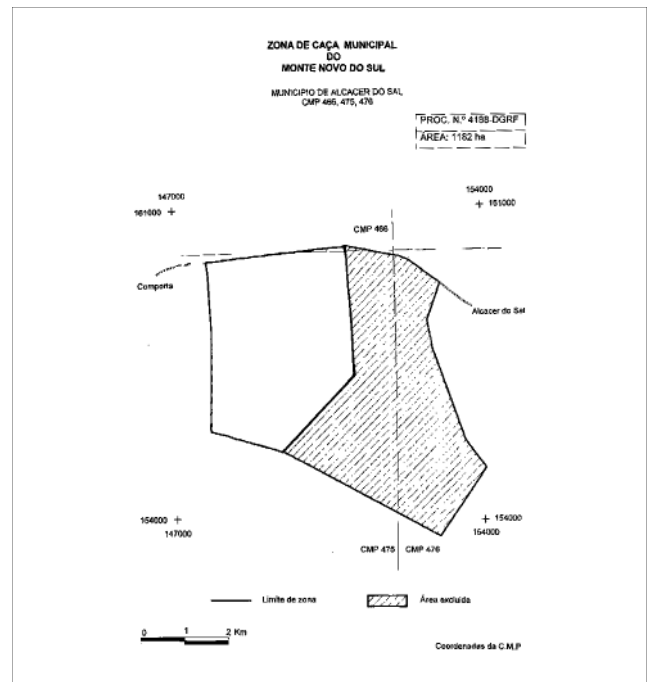 ZONA DE CAÇA MUNICIPAL
DO
MONTE NOVO DO SUL
MUNICIPIO DE ALCACER DO SAL
CMP 466, 475, 476
PROC. N.º 4188-DGRF
ÁREA: 1182 ha
147000
161000
154000
161000
CMP 466
Comporta
Alcacer do Sal
154000
147000
154000
154000
CMP 475
CMP 476
Limite de zona
Área excluída
0 1 2 Km
Coordenadas da C.M.P